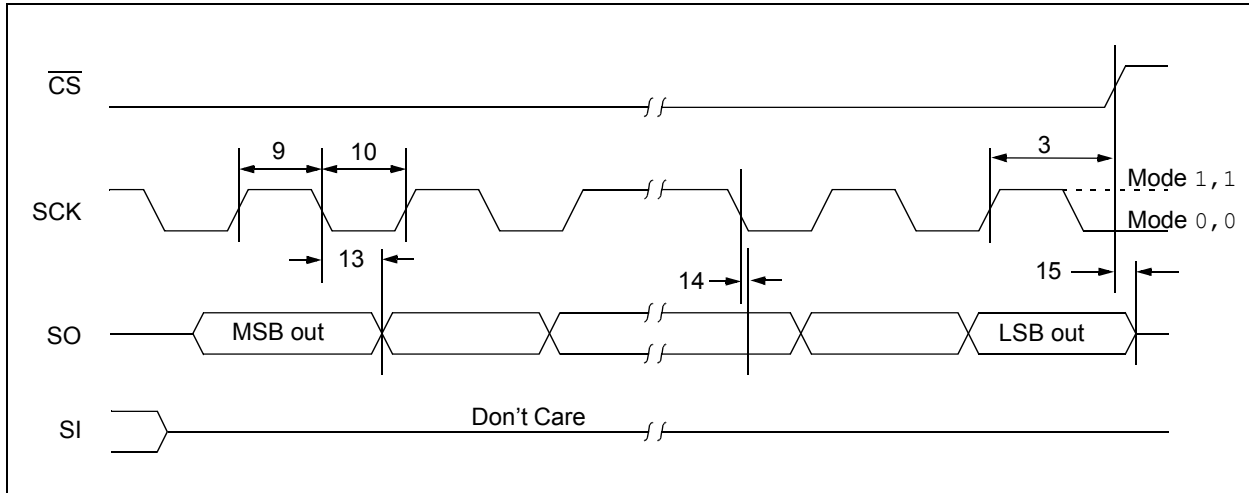 CS
9
10
3
Mode 1,1
SCK
Mode 0,0
13
14
15
SO
MSB out
LSB out
Don't Care
SI